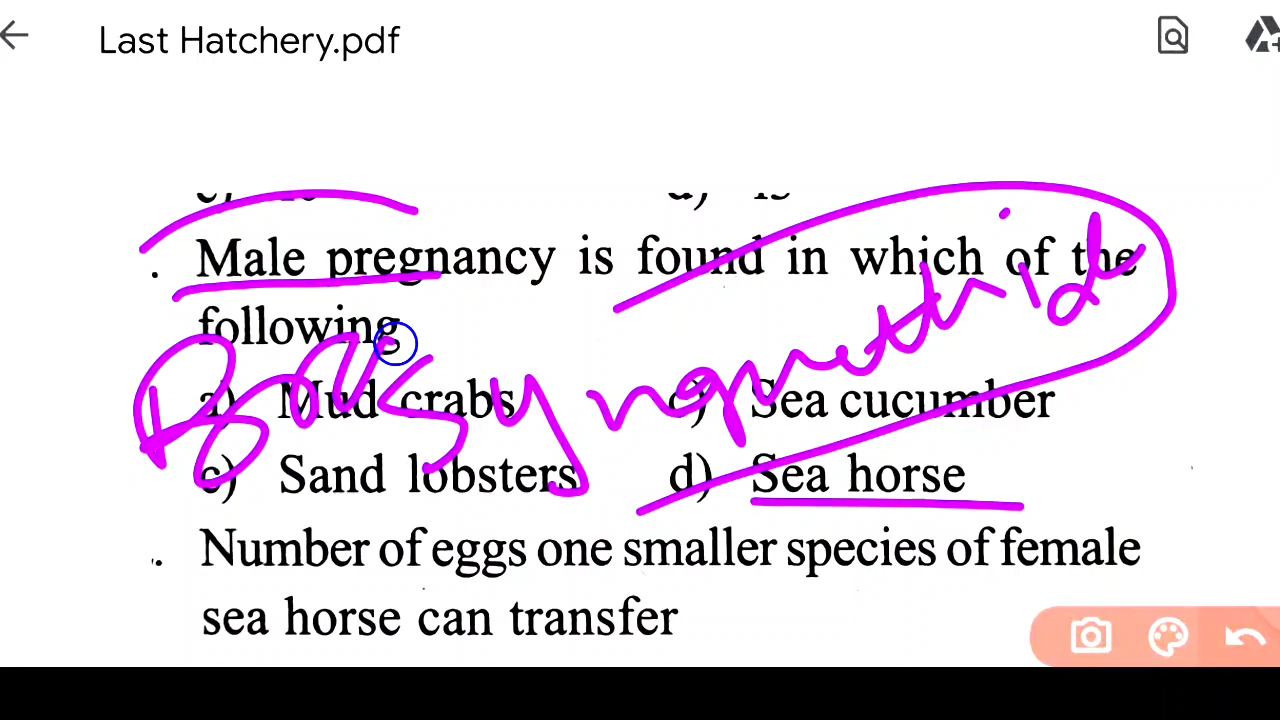 Last Hatchery.pdf
Male pregnancy is found in which of the
following
a) Mud crabs c) Sea cucumber
c) Sand lobsters d) Sea horse
. Number of eggs one smaller species of female
sea horse can transfer